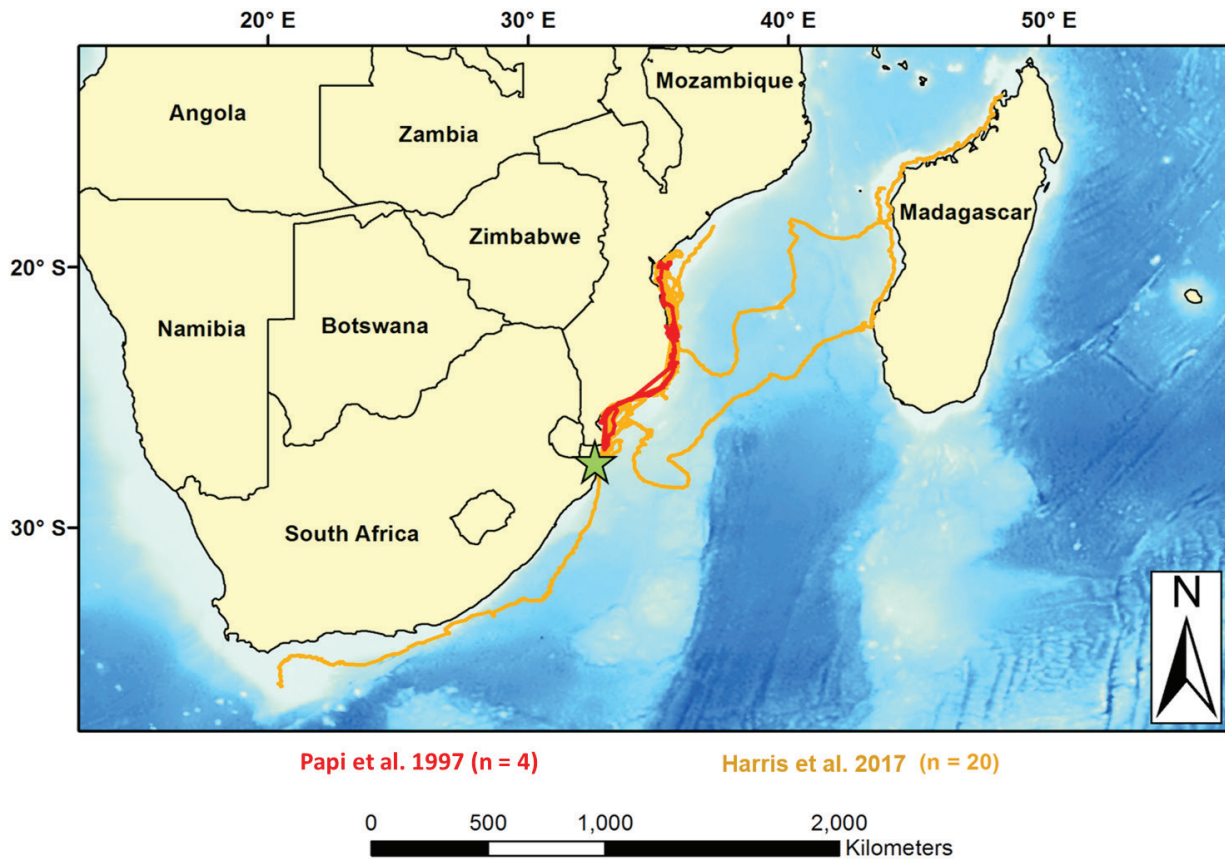 20° E 30° E 40° E 50° E
Mozambique
Angola
Zambia
Madagascar
Zimbabwe
20° S
Namibia
Botswana
30° S
South Africa
N
Papi et al. 1997 (n = 4) Harris et al. 2017 (n = 20)
0 500 1,000 2,000
Kilometers